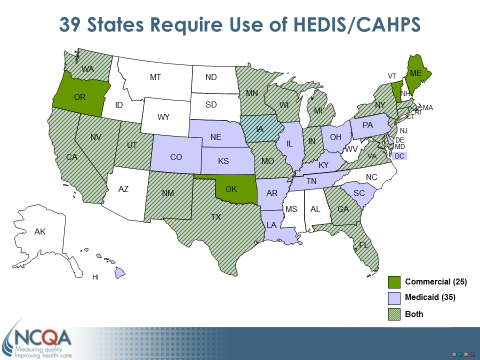 39 States Require Use of HEDIS/CAHPS
WA
MT
ND
MN
VT
ME
NH
OR
ID
SD
WI
MI
NY
MA
RI
CT
WY
NE
IA
PA
NJ
NV
UT
CO
KS
MO
IL
IN
OH
WV
VA
DE
MD
DC
CA
KY
AZ
NM
OK
AR
TN
NC
SC
TX
LA
MS
AL
GA
FL
AK
HI
Commercial (25)
Medicaid (35)
Both
NCQA
Measuring quality.
Improving health care.